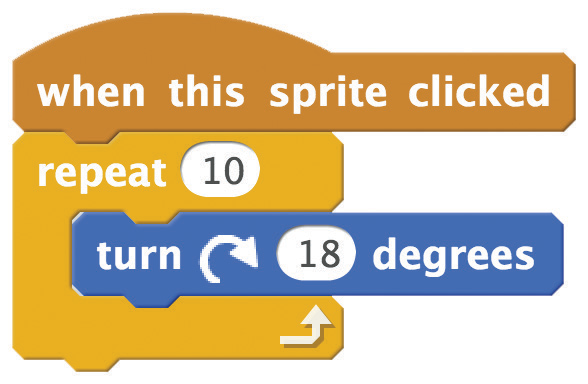 when this sprite clicked
repeat 10
turn 18 degrees